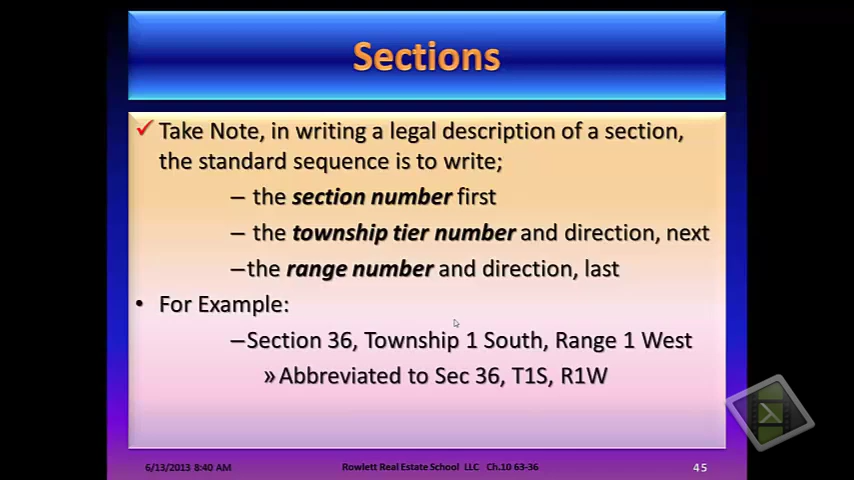 Sections
✓ Take Note, in writing a legal description of a section,
the standard sequence is to write;
– the section number first
– the township tier number and direction, next
–the range number and direction, last
• For Example:
–Section 36, Township 1 South, Range 1 West
» Abbreviated to Sec 36, T1S, R1W
6/13/2013 8:40 AM
Rowlett Real Estate School LLC Ch.10 63-36
45